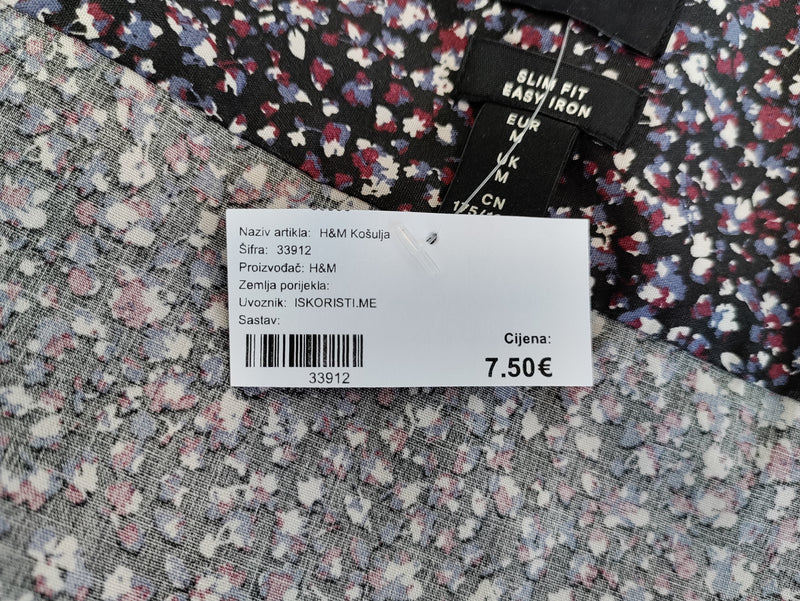 SLIM FIT
EASY IRON
EUR
M
UK
M
CN
Naziv artikla: H&M Košulja
Šifra: 33912
Proizvođač: H&M
Zemlja porijekla:
Uvoznik: ISKORISTI.ME
Sastav:
Cijena:
7.50€
33912